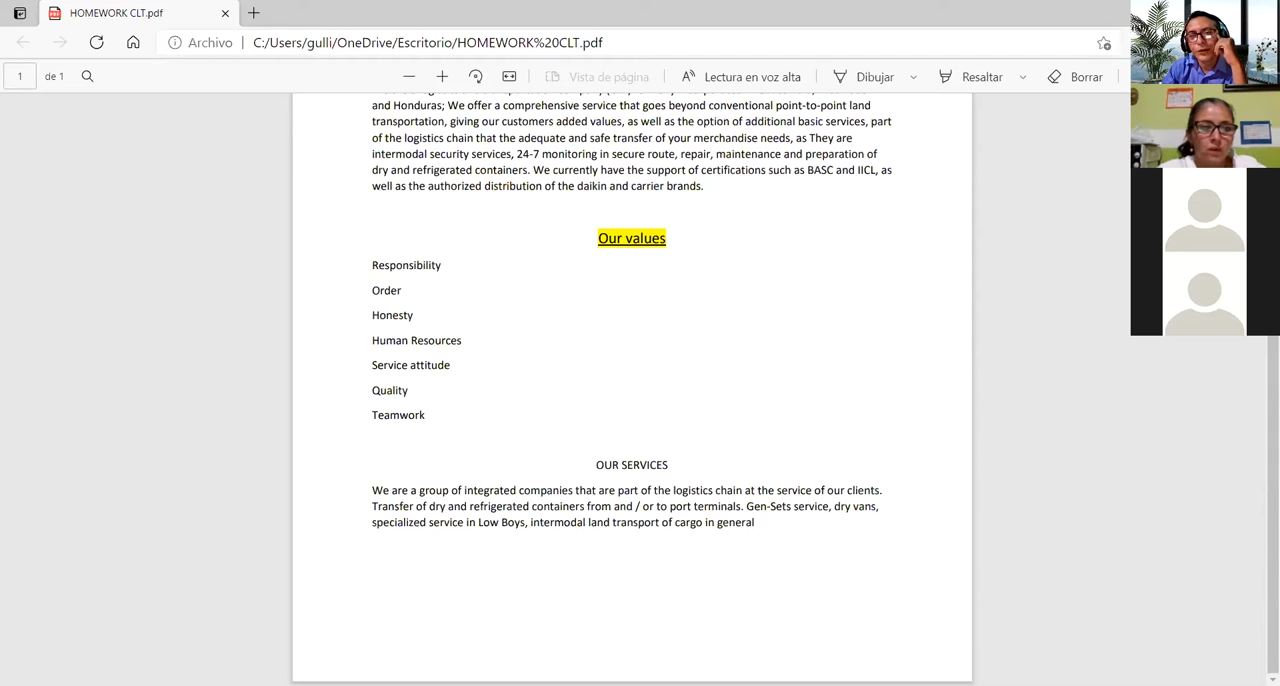 HOMEWORK CLT.pdf
Archivo
C:/Users/gulli/OneDrive/Escritorio/HOMEWORK%20CLT.pdf
1
de 1
Vista de página
Lectura en voz alta
Dibujar
Resaltar
Borrar
and Honduras; We offer a comprehensive service that goes beyond conventional point-to-point land
transportation, giving our customers added values, as well as the option of additional basic services, part
of the logistics chain that the adequate and safe transfer of your merchandise needs, as They are
intermodal security services, 24-7 monitoring in secure route, repair, maintenance and preparation of
dry and refrigerated containers. We currently have the support of certifications such as BASC and IICL, as
well as the authorized distribution of the daikin and carrier brands.
Our values
Responsibility
Order
Honesty
Human Resources
Service attitude
Quality
Teamwork
OUR SERVICES
We are a group of integrated companies that are part of the logistics chain at the service of our clients.
Transfer of dry and refrigerated containers from and / or to port terminals. Gen-Sets service, dry vans,
specialized service in Low Boys, intermodal land transport of cargo in general